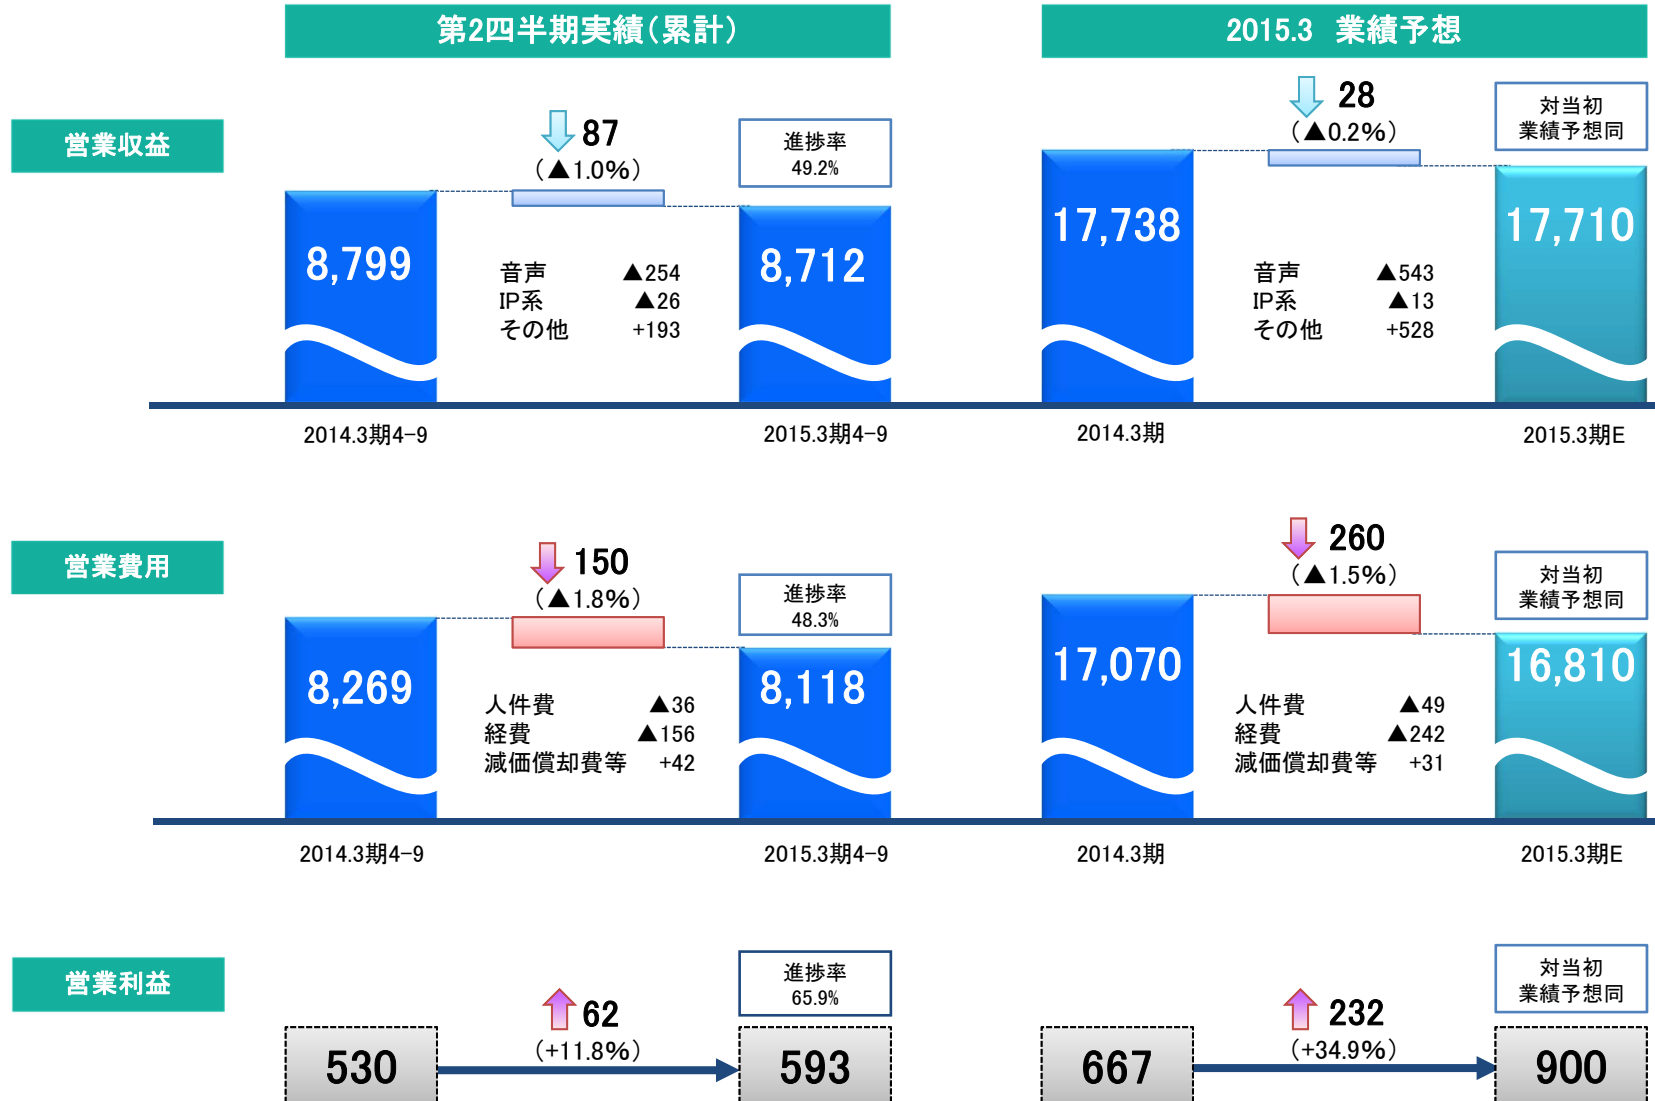 第2四半期実績(累計)
2015.3 業績予想
営業収益
87
(▲1.0%)
進捗率
49.2%
28
(▲0.2%)
対当初
業績予想同
8,799
8,712
17,738
17,710
音声 ▲254
IP系 ▲26
その他 +193
音声 ▲543
IP系 ▲13
その他 +528
2014.3期4-9
2015.3期4-9
2014.3期
2015.3期E
営業費用
150
(▲1.8%)
進捗率
48.3%
260
(▲1.5%)
対当初
業績予想同
8,269
8,118
17,070
16,810
人件費 ▲36
経費 ▲156
減価償却費等 +42
人件費 ▲49
経費 ▲242
減価償却費等 +31
2014.3期4-9
2015.3期4-9
2014.3期
2015.3期E
営業利益
62
(+11.8%)
進捗率
65.9%
232
(+34.9%)
対当初
業績予想同
530
593
667
900